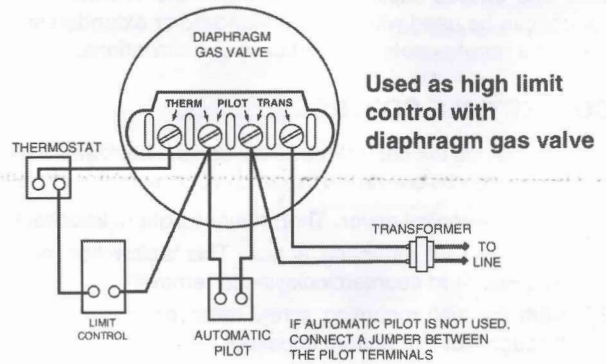 DIAPHRAGM
GAS VALVE
THERM PILOT TRANS
Used as high limit
control with
diaphragm gas valve
THERMOSTAT
TRANSFORMER
TO
LINE
LIMIT
CONTROL
AUTOMATIC
PILOT
IF AUTOMATIC PILOT IS NOT USED,
CONNECT A JUMPER BETWEEN
THE PILOT TERMINALS